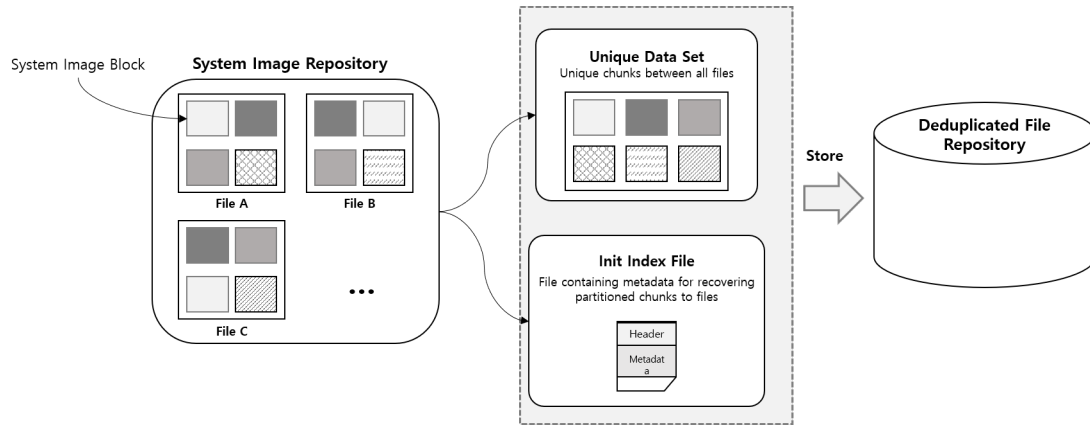 System Image Block
System Image Repository
File A
File B
File C
...
Unique Data Set
Unique chunks between all files
Init Index File
File containing metadata for recovering
partitioned chunks to files
Header
Metadat
a
Store
Deduplicated File
Repository